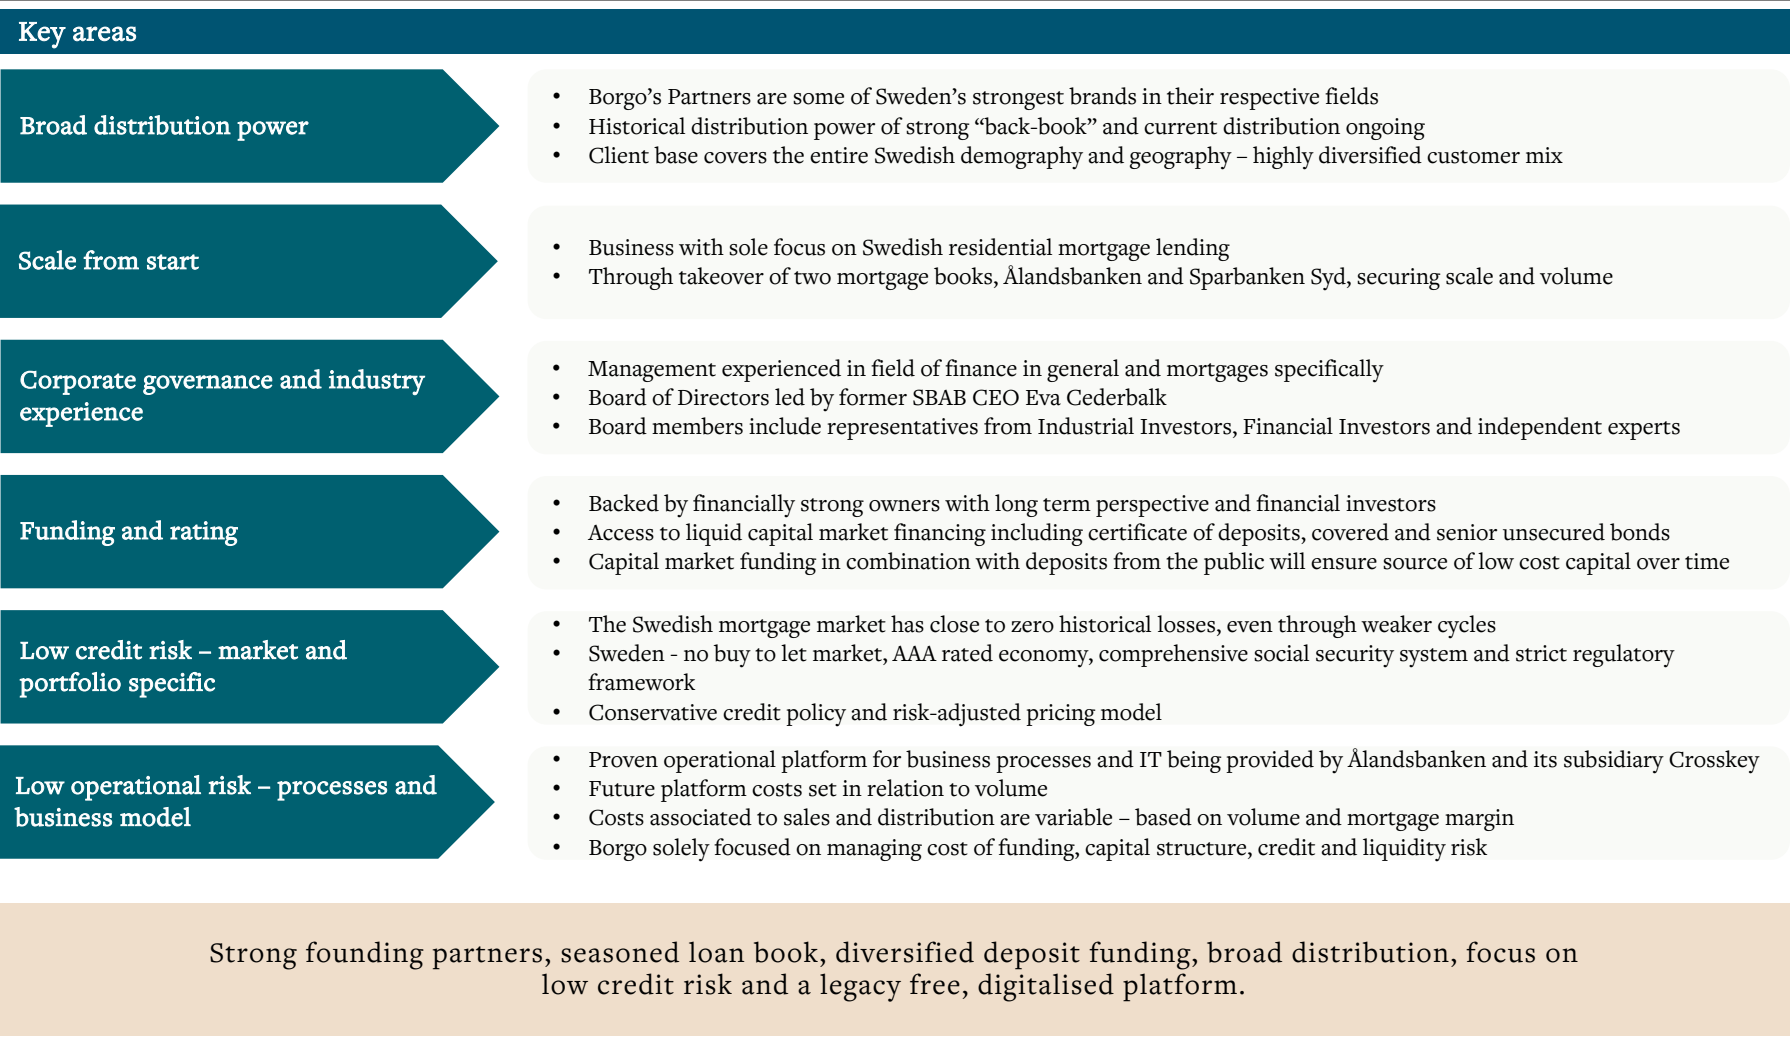 Key areas
Broad distribution power
• Borgo’s Partners are some of Sweden’s strongest brands in their respective fields
• Historical distribution power of strong “back-book” and current distribution ongoing
• Client base covers the entire Swedish demography and geography – highly diversified customer mix
Scale from start
• Business with sole focus on Swedish residential mortgage lending
• Through takeover of two mortgage books, Ålandsbanken and Sparbanken Syd, securing scale and volume
Corporate governance and industry
experience
• Management experienced in field of finance in general and mortgages specifically
• Board of Directors led by former SBAB CEO Eva Cederbalk
• Board members include representatives from Industrial Investors, Financial Investors and independent experts
Funding and rating
• Backed by financially strong owners with long term perspective and financial investors
• Access to liquid capital market financing including certificate of deposits, covered and senior unsecured bonds
• Capital market funding in combination with deposits from the public will ensure source of low cost capital over time
Low credit risk – market and
portfolio specific
• The Swedish mortgage market has close to zero historical losses, even through weaker cycles
• Sweden - no buy to let market, AAA rated economy, comprehensive social security system and strict regulatory
framework
• Conservative credit policy and risk-adjusted pricing model
Low operational risk – processes and
business model
• Proven operational platform for business processes and IT being provided by Ålandsbanken and its subsidiary Crosskey
• Future platform costs set in relation to volume
• Costs associated to sales and distribution are variable – based on volume and mortgage margin
• Borgo solely focused on managing cost of funding, capital structure, credit and liquidity risk
Strong founding partners, seasoned loan book, diversified deposit funding, broad distribution, focus on
low credit risk and a legacy free, digitalised platform.